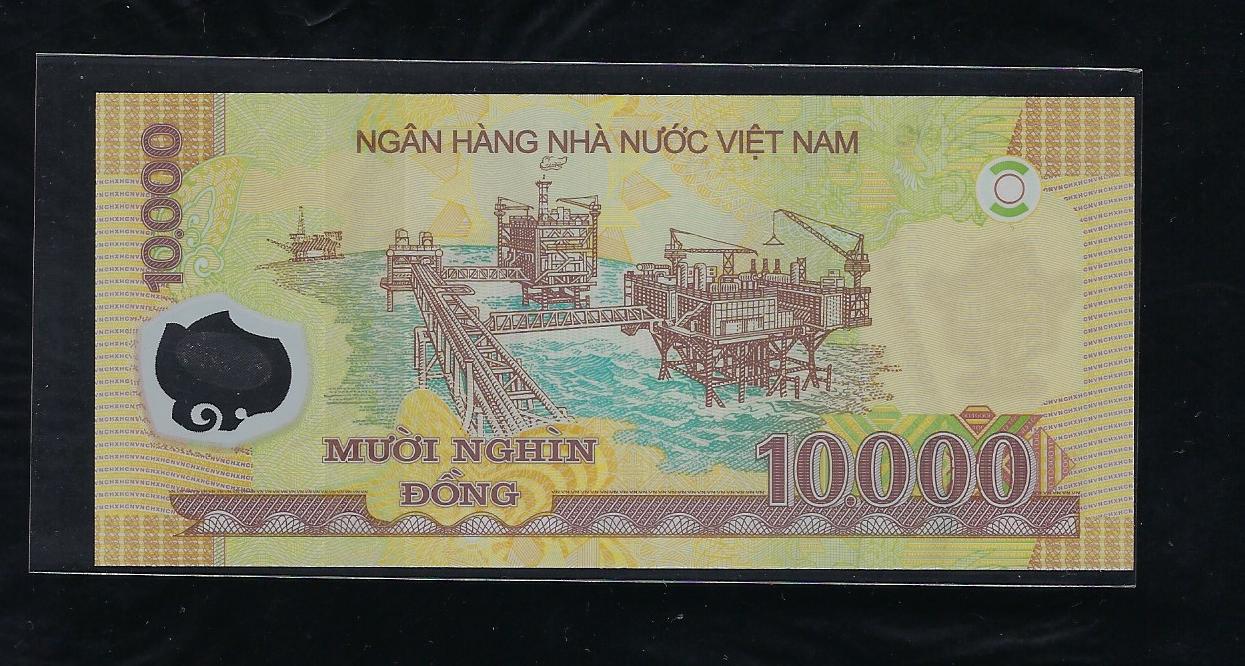 NGÂN HÀNG NHÀ NƯỚC VIỆT NAM
10.000
MƯỜI NGHÌN
ĐỒNG
10.000